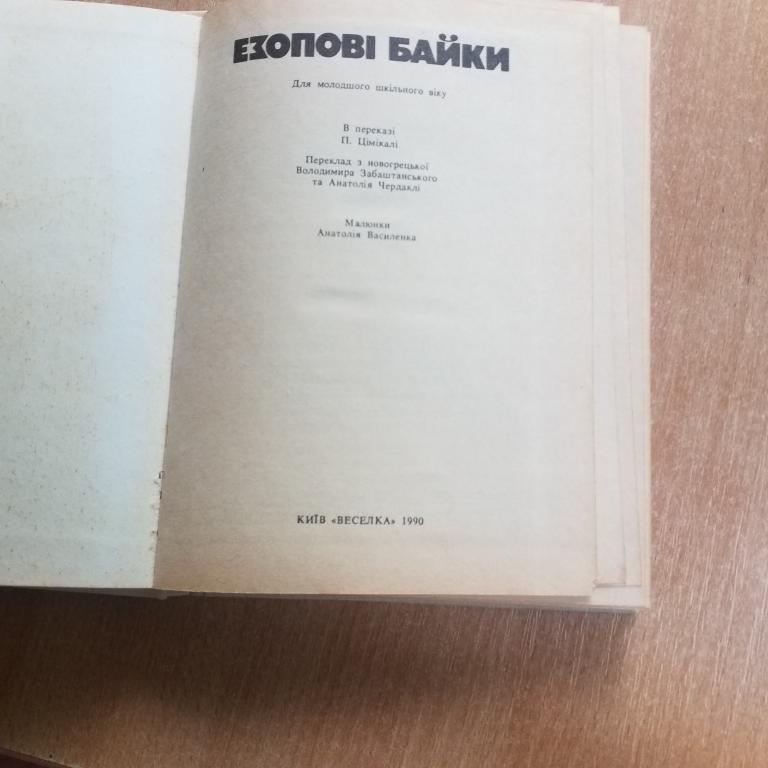 ЕЗОПОВІ БАЙКИ
Для молодшого шкільного віку
В переказі
П. Цімікалі
Переклад з новогрецької
Володимира Забаштанського
та Анатолія Чердаклі
Малюнки
Анатолія Василенка
КИЇВ «ВЕСЕЛКА» 1990